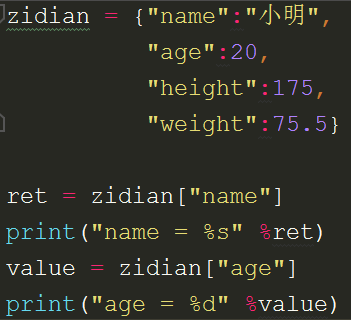 zidian = {"name":"小明",
"age":20,
"height":175,
"weight":75.5}
ret = zidian["name"]
print("name = %s" %ret)
value = zidian["age"]
print("age = %d" %value)